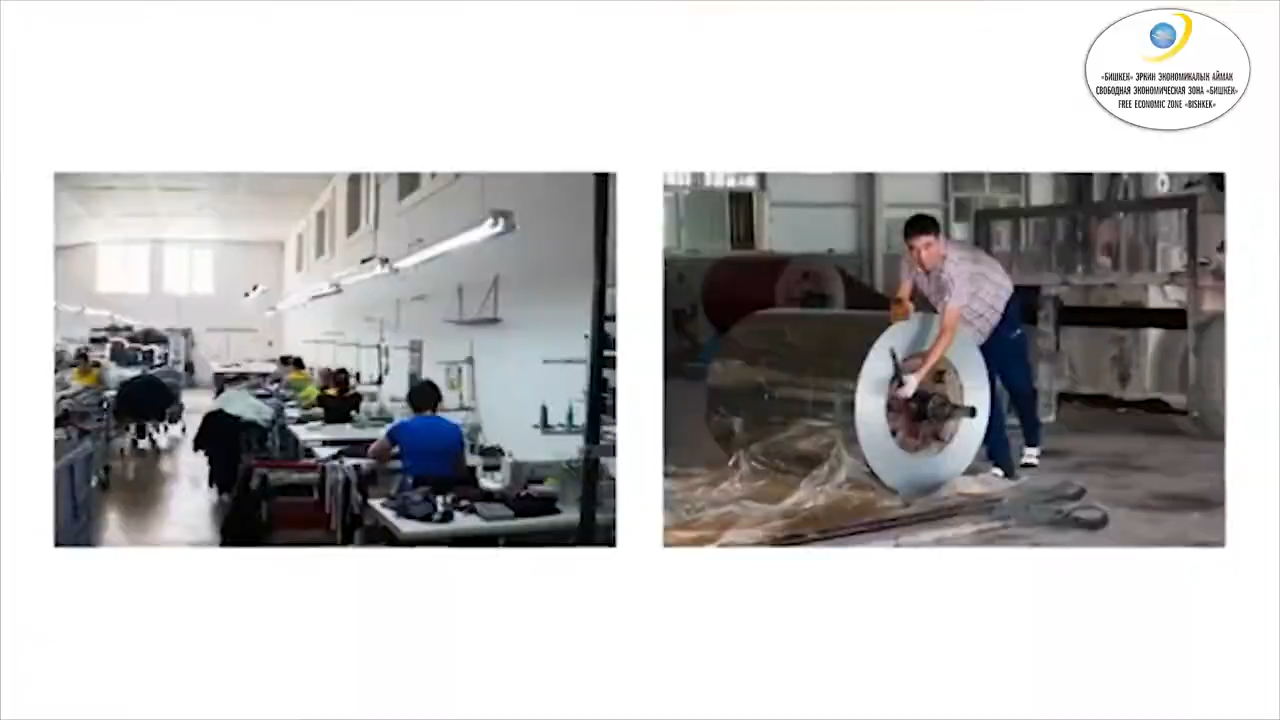 «БИШКЕК» ЭРКИН ЭКОНОМИКАЛЫК АЙМАК
СВОБОДНАЯ ЭКОНОМИЧЕСКАЯ ЗОНА «БИШКЕК»
FREE ECONOMIC ZONE «BISHKEK»